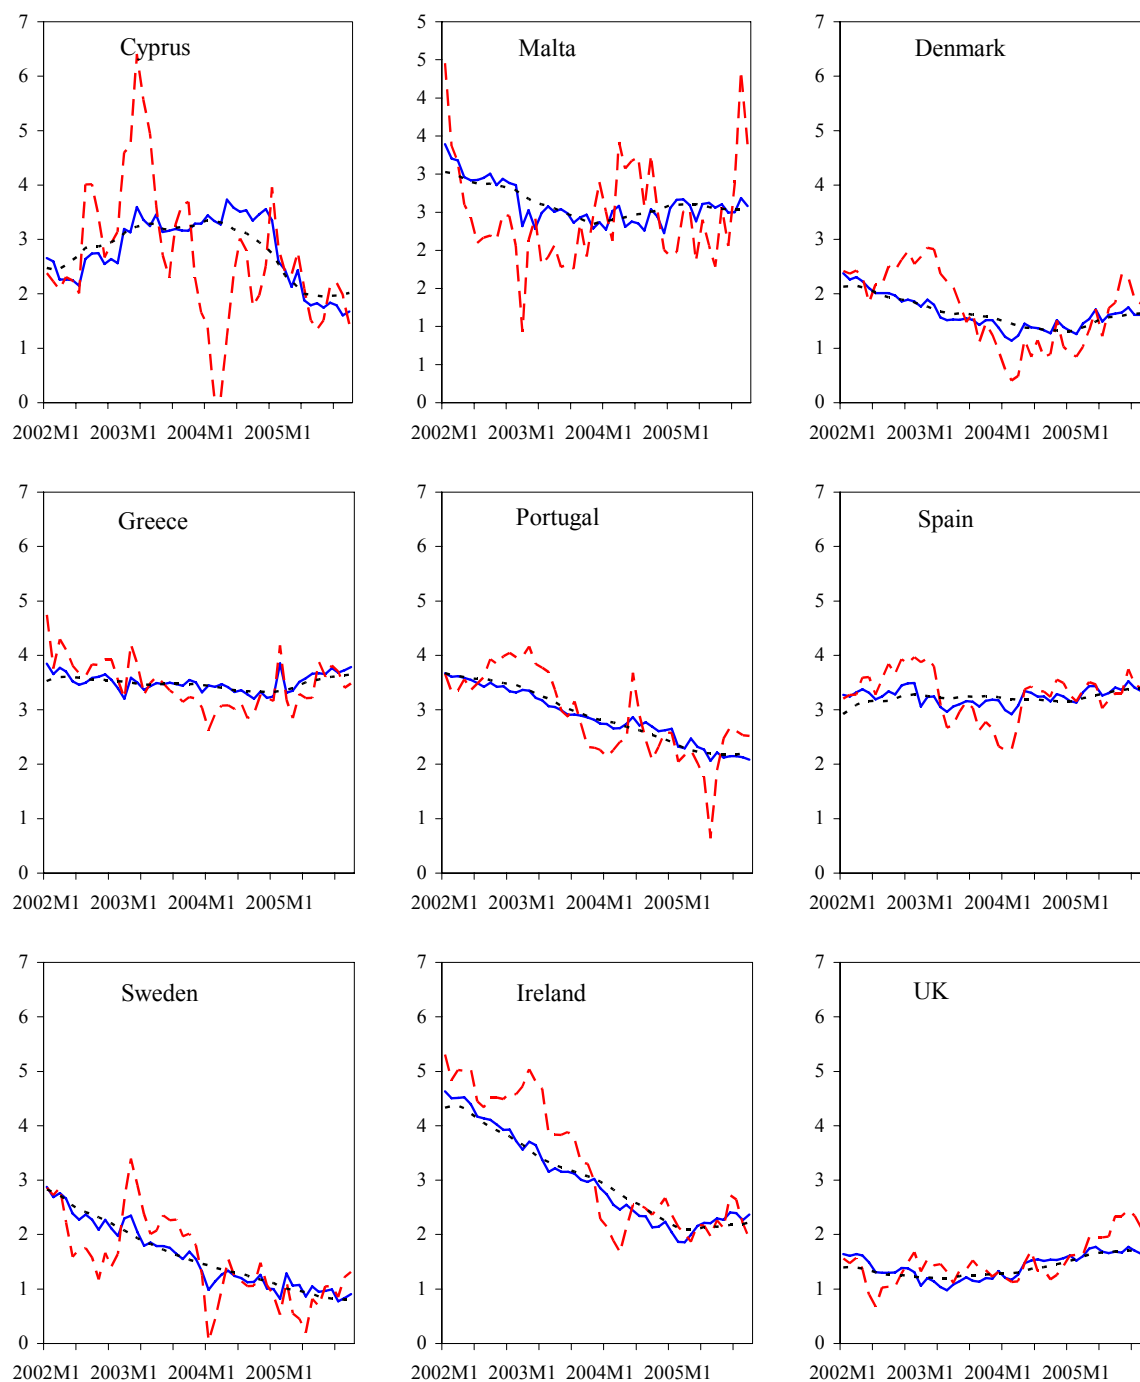 7 5 7
Cyprus Malta Denmark
6 5 6
5 4 5
4 4
3
4
3
3 3
2
2 2 2
1
1 1
1
0 0 0
2002M1 2003M1 2004M1 2005M1 2002M1 2003M1 2004M1 2005M1 2002M1 2003M1 2004M1 2005M1
7 7 7
Greece Portugal Spain
6 6 6
5 5 5
4 4 4
3 3 3
2 2 2
1 1 1
0 0 0
2002M1 2003M1 2004M1 2005M1 2002M1 2003M1 2004M1 2005M1 2002M1 2003M1 2004M1 2005M1
7 7 7
Sweden Ireland UK
6 6 6
5 5 5
4 4 4
3 3 3
2 2 2
1 1 1
0 0 0
2002M1 2003M1 2004M1 2005M1 2002M1 2003M1 2004M1 2005M1 2002M1 2003M1 2004M1 2005M1